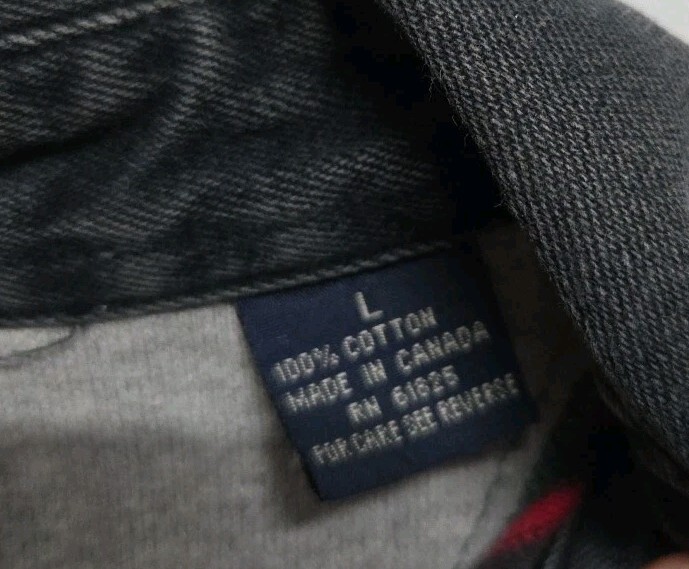 L
100% COTTON
MADE IN CANADA
RN 61625
FOR CARE SEE REVERSE